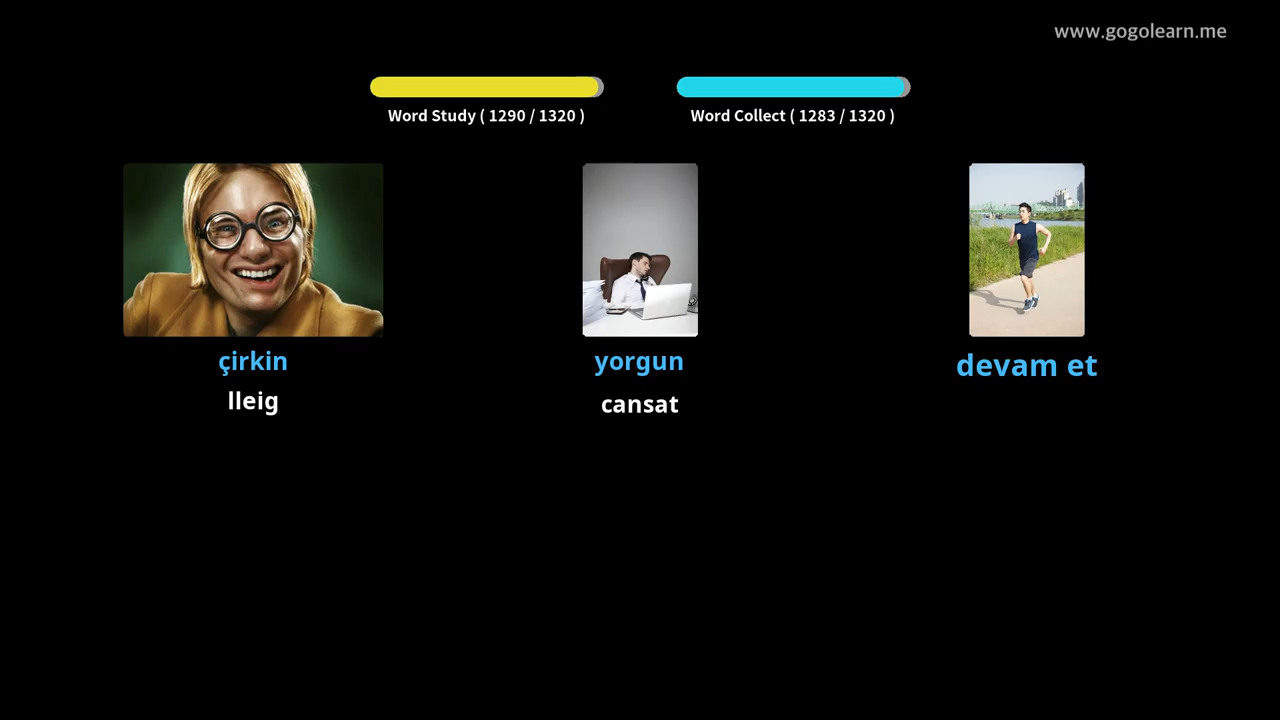 www.gogolearn.me
Word Study ( 1290 / 1320 )
Word Collect ( 1283 / 1320 )
çirkin
yorgun
devam et
lleig
cansat